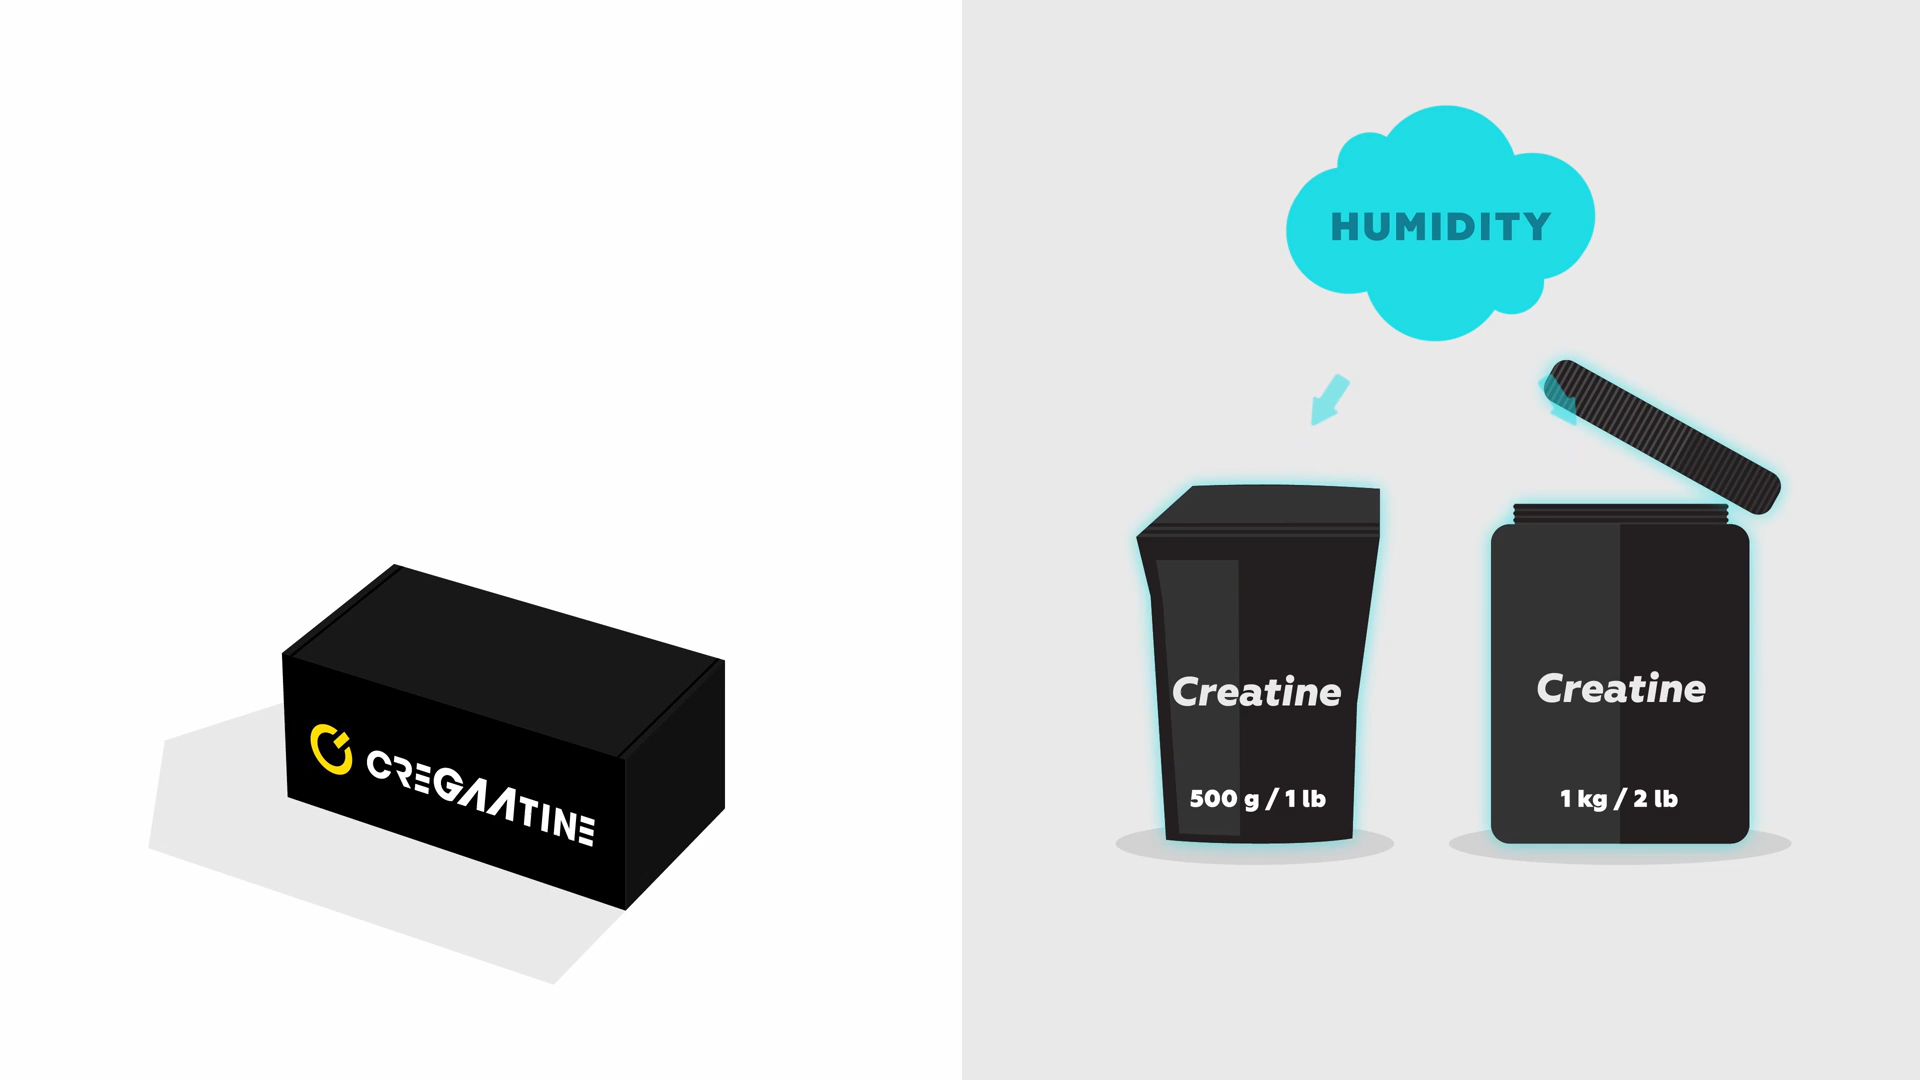 CREGAATINE
HUMIDITY
Creatine
500 g / 1 lb
Creatine
1 kg / 2 lb